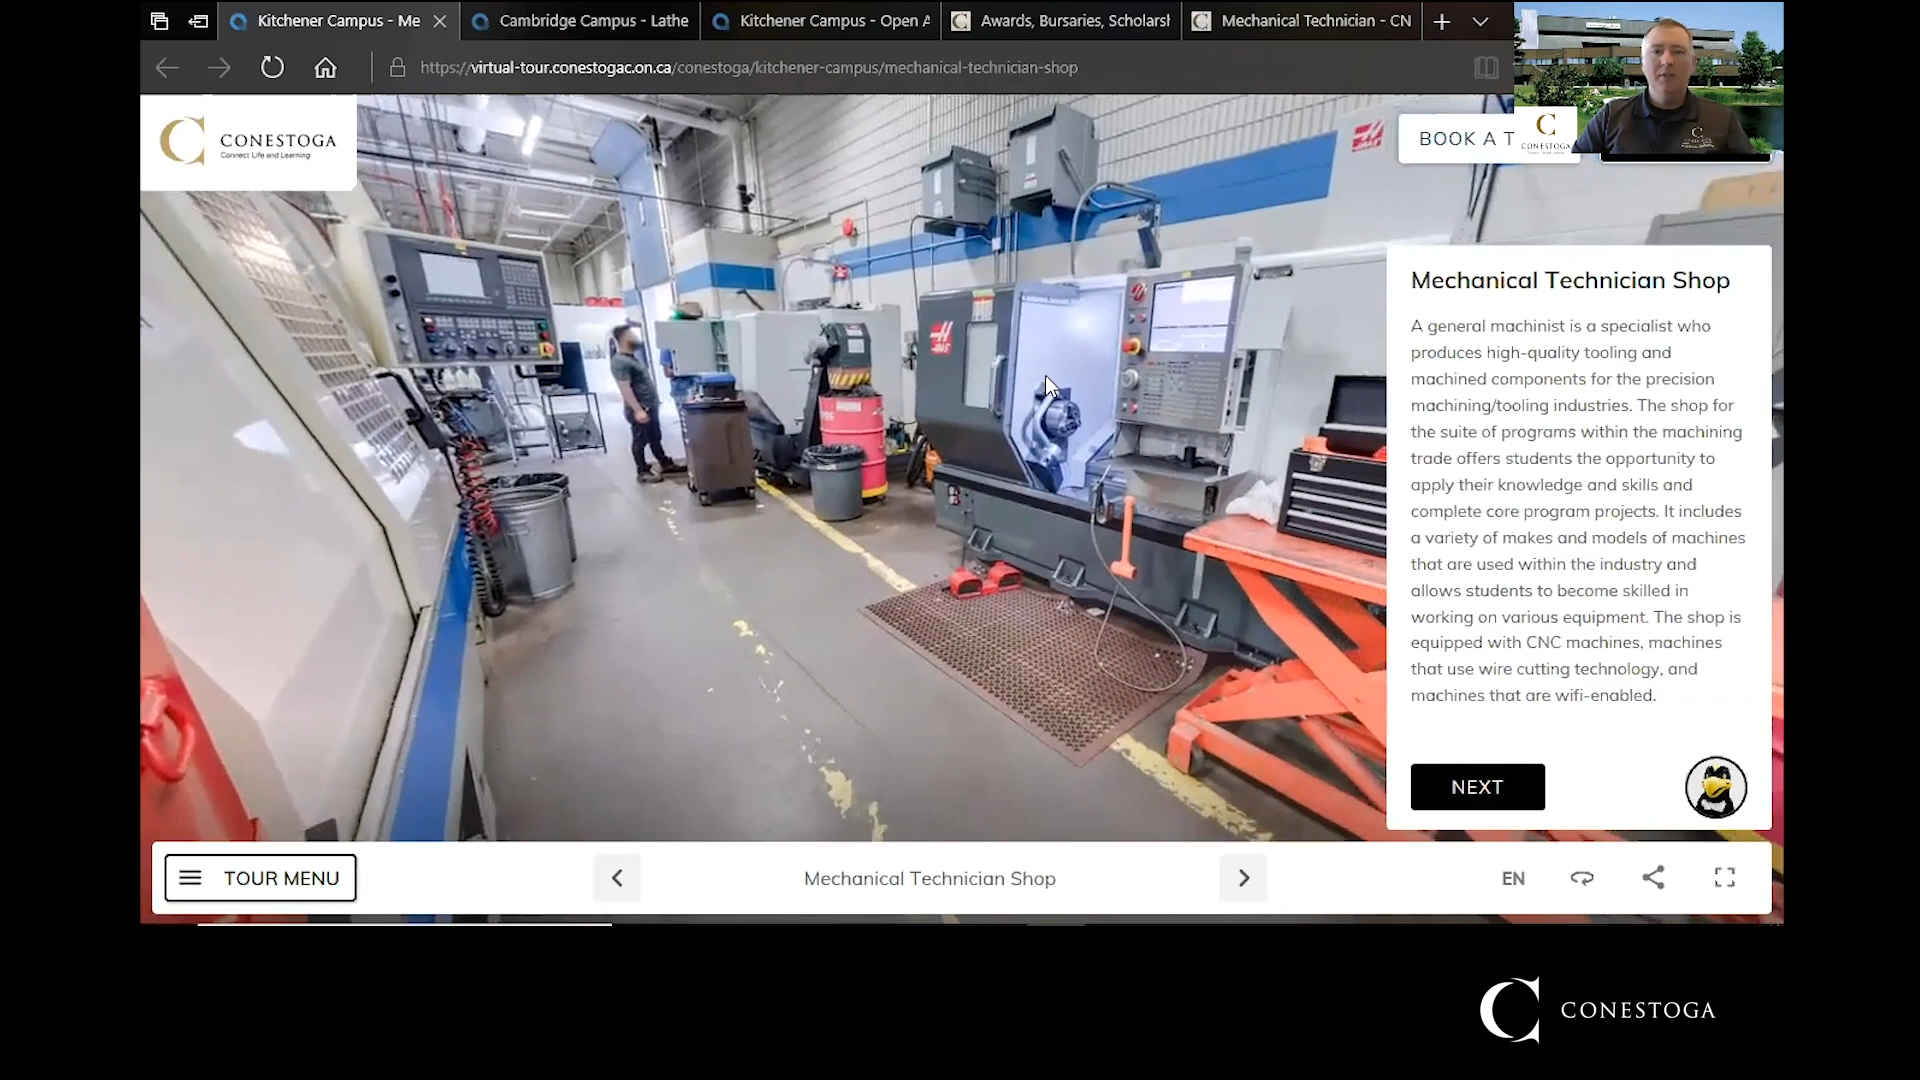 Kitchener Campus - Me
Cambridge Campus - Lathe
Kitchener Campus - Open A
Awards, Bursaries, Scholarsh
Mechanical Technician - CN
https://virtual-tour.conestogac.on.ca/conestoga/kitchener-campus/mechanical-technician-shop
CONESTOGA
Connect Life and Learning
BOOK A T
CONESTOGA
Mechanical Technician Shop
A general machinist is a specialist who
produces high-quality tooling and
machined components for the precision
machining/tooling industries. The shop for
the suite of programs within the machining
trade offers students the opportunity to
apply their knowledge and skills and
complete core program projects. It includes
a variety of makes and models of machines
that are used within the industry and
allows students to become skilled in
working on various equipment. The shop is
equipped with CNC machines, machines
that use wire cutting technology, and
machines that are wifi-enabled.
NEXT
TOUR MENU
Mechanical Technician Shop
EN
CONESTOGA